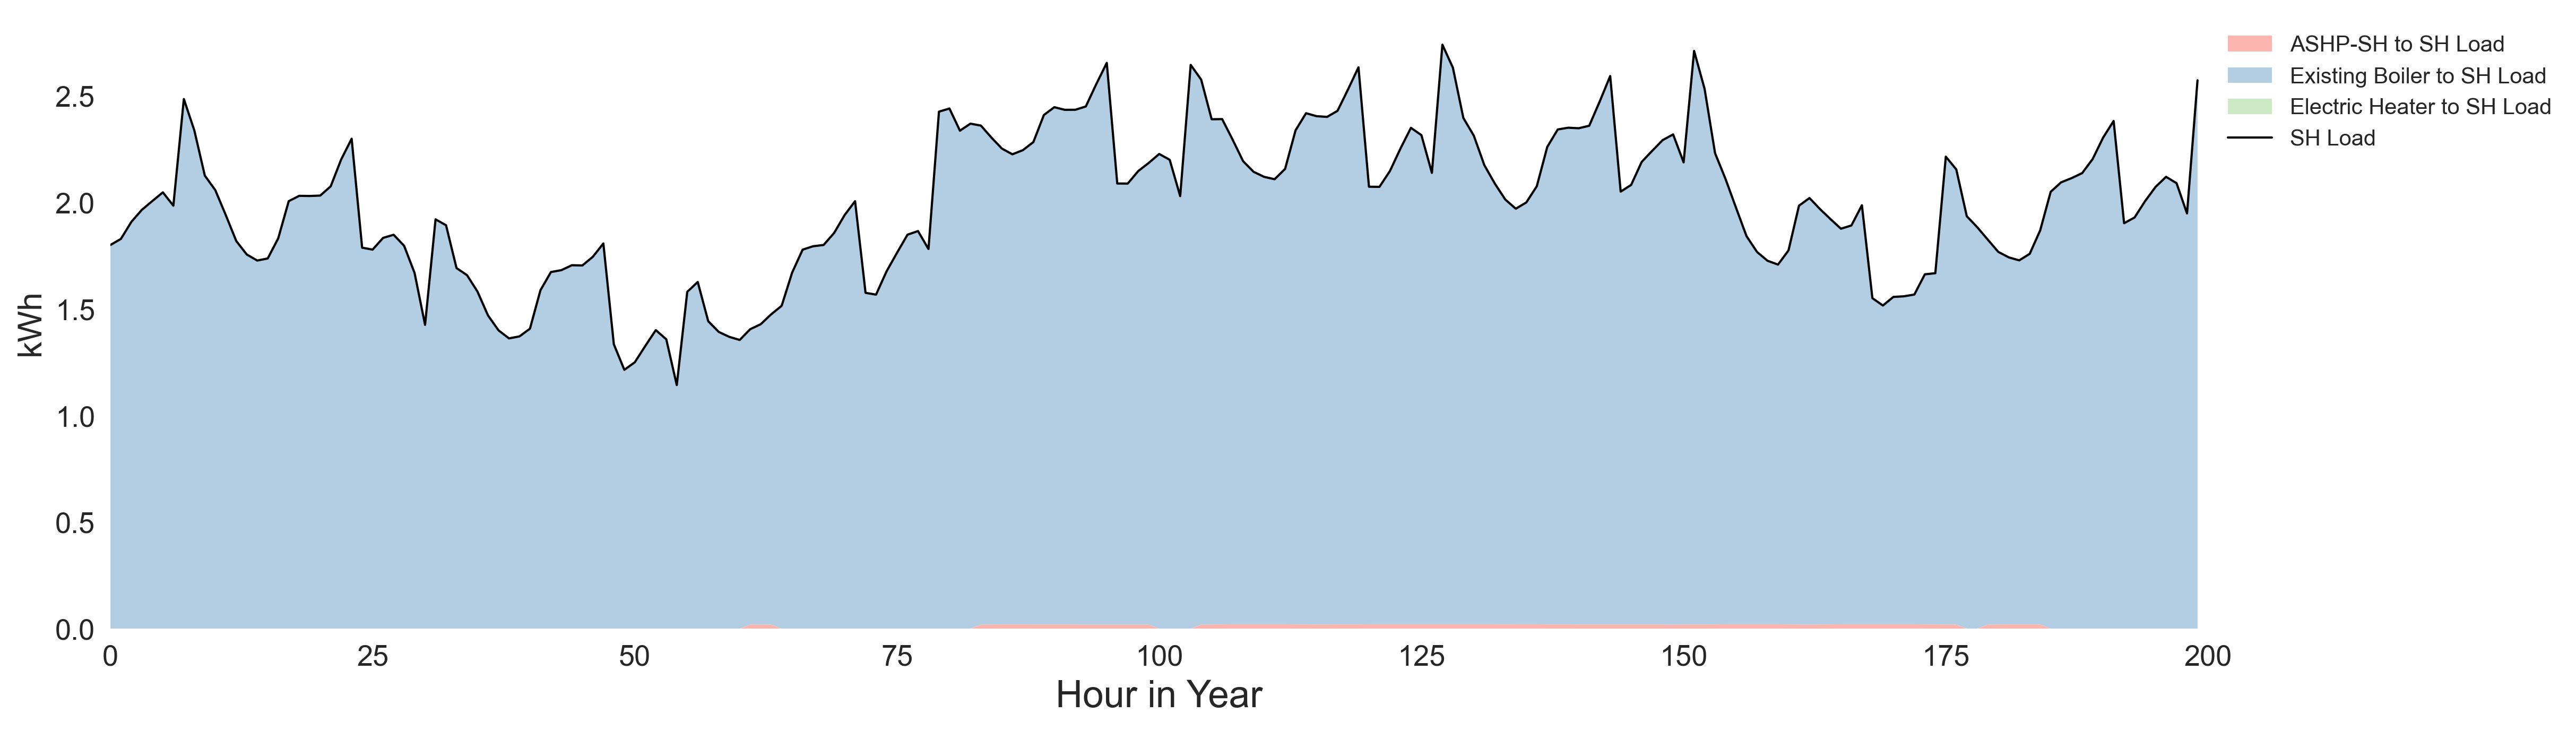 ASHP-SH to SH Load
Existing Boiler to SH Load
Electric Heater to SH Load
SH Load
kWh
2.5
2.0
1.5
1.0
0.5
0.0
0 25 50 75 100 125 150 175 200
Hour in Year